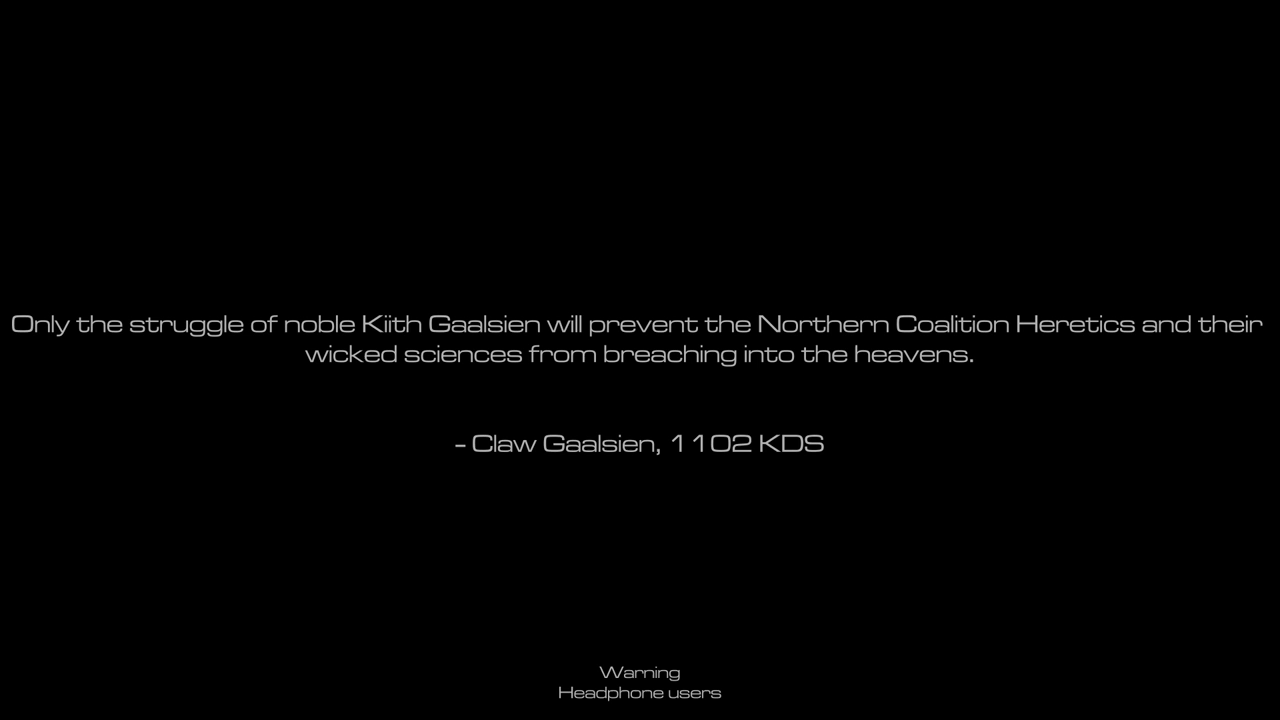 Only the struggle of noble Kiith Gaalsien will prevent the Northern Coalition Heretics and their
wicked sciences from breaching into the heavens.
- Claw Gaalsien, 1102 KDS
Warning
Headphone users